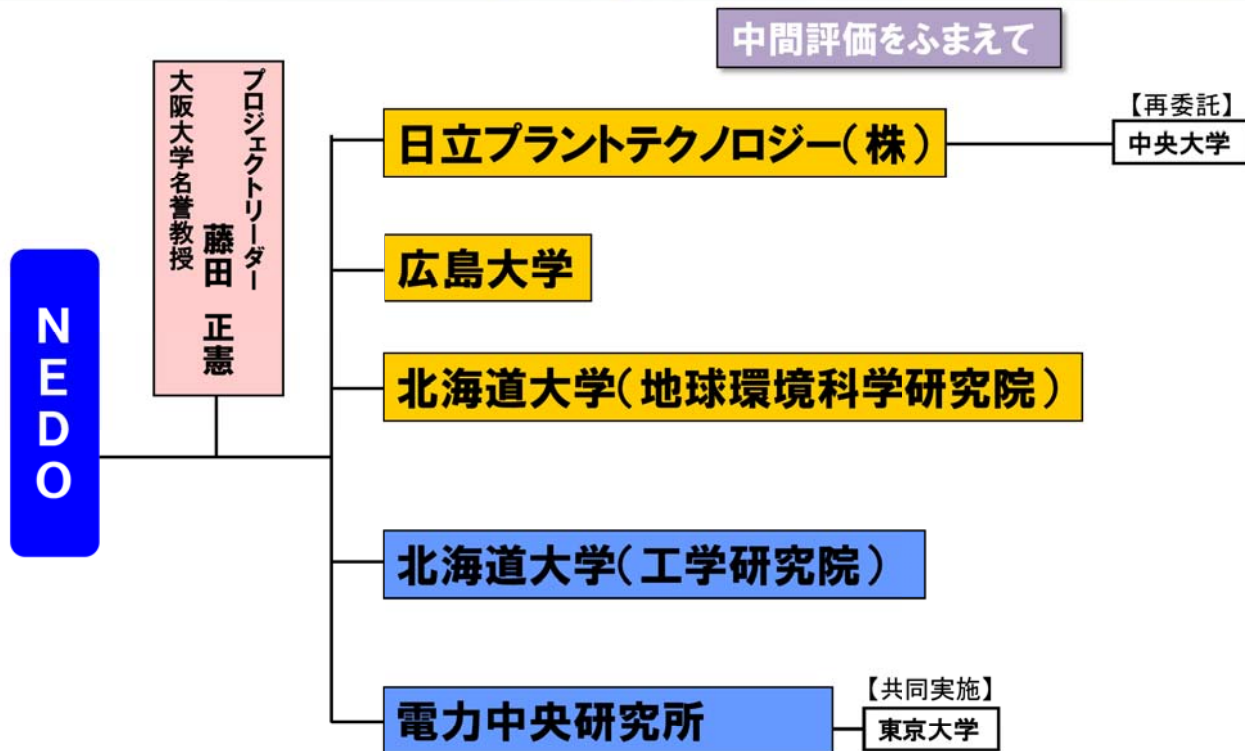 中間評価をふまえて
プロジェクトリーダー
藤田 正憲
大阪大学名誉教授
NEDO
日立プラントテクノロジー(株)
【再委託】
中央大学
広島大学
北海道大学(地球環境科学研究院)
北海道大学(工学研究院)
電力中央研究所
【共同実施】
東京大学